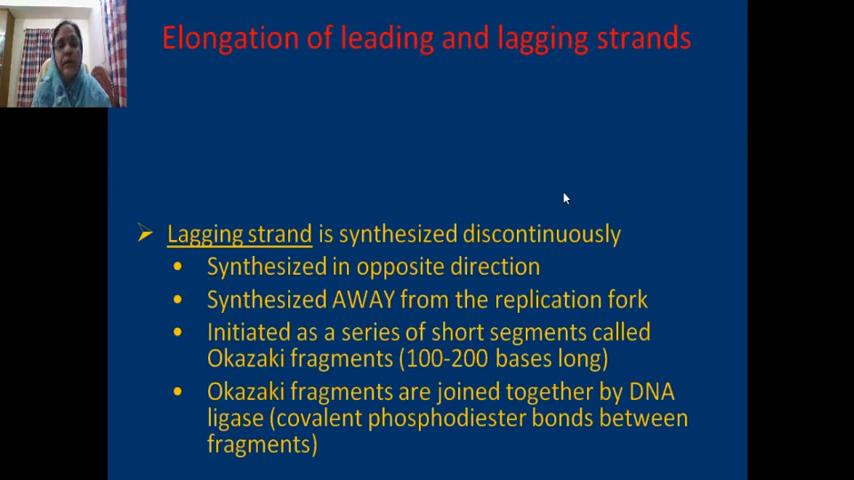 Elongation of leading and lagging strands
Lagging strand is synthesized discontinuously
Synthesized in opposite direction
Synthesized AWAY from the replication fork
Initiated as a series of short segments called
Okazaki fragments (100-200 bases long)
Okazaki fragments are joined together by DNA
ligase (covalent phosphodiester bonds between
fragments)